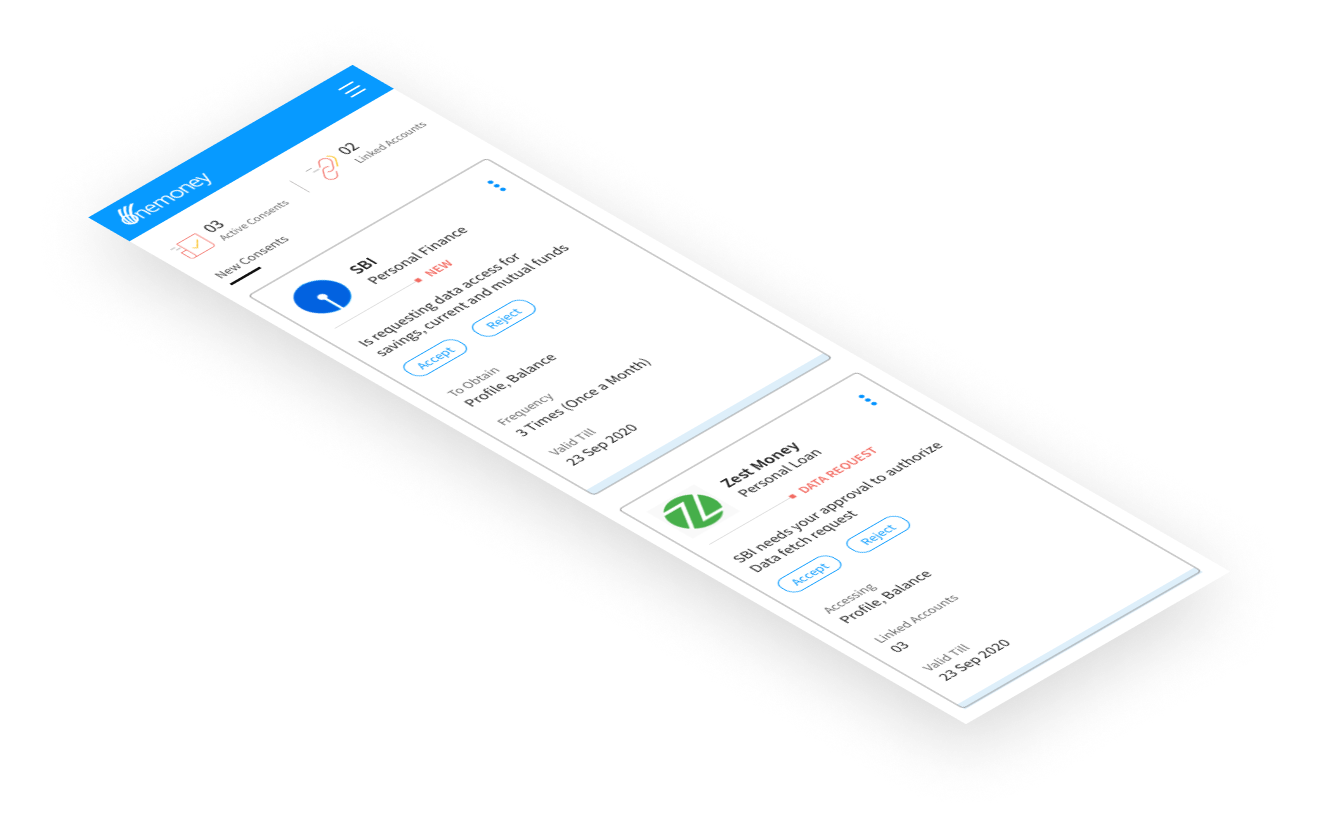 onemoney
03
Active Consents
02
Linked Accounts
New Consents
SBI
Personal Finance
NEW
Is requesting data access for
savings, current and mutual funds
Accept
Reject
To Obtain
Profile, Balance
Frequency
3 Times (Once a Month)
Valid Till
23 Sep 2020
Zest Money
Personal Loan
DATA REQUEST
SBI needs your approval to authorize
Data fetch request
Accept
Reject
Accessing
Profile, Balance
Linked Accounts
03
Valid Till
23 Sep 2020